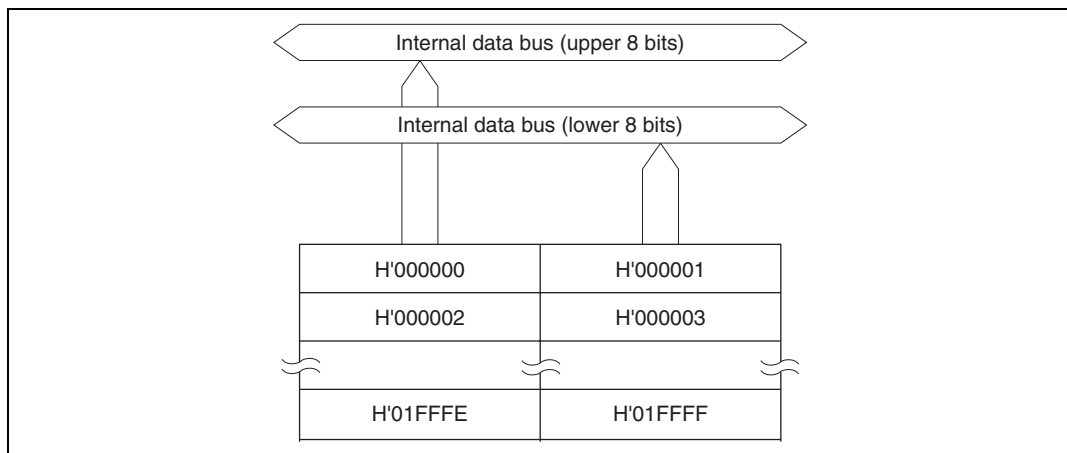 Internal data bus (upper 8 bits)
Internal data bus (lower 8 bits)
H'000000 H'000001
H'000002 H'000003
H'01FFFE H'01FFFF